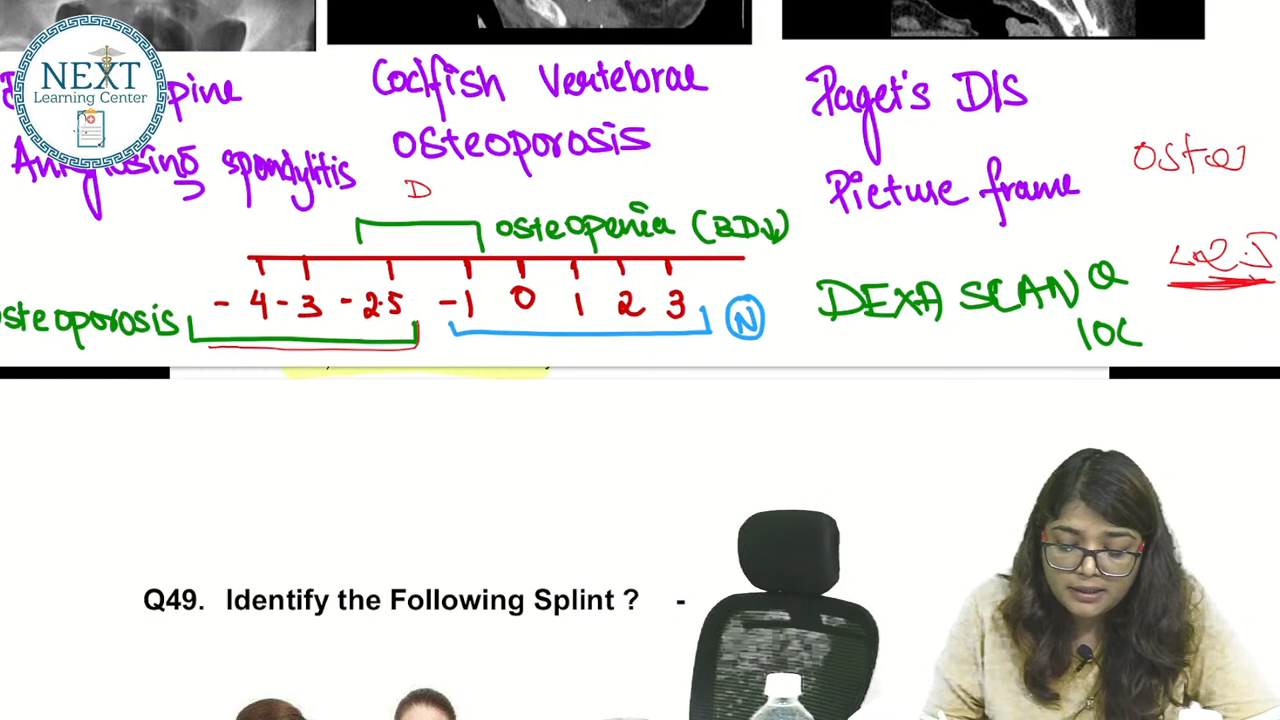 NEXT
Learning Center
pine
spondylitis
Codfish Vertebrae
osteoporosis
D
Paget's DIS
Picture frame
osteo
osteopenia (BD↓)
-4 -3 -2.5 -1 0 1 2 3
N
osteoporosis
DEXA SCAN
IOC
Q49. Identify the Following Splint ? -